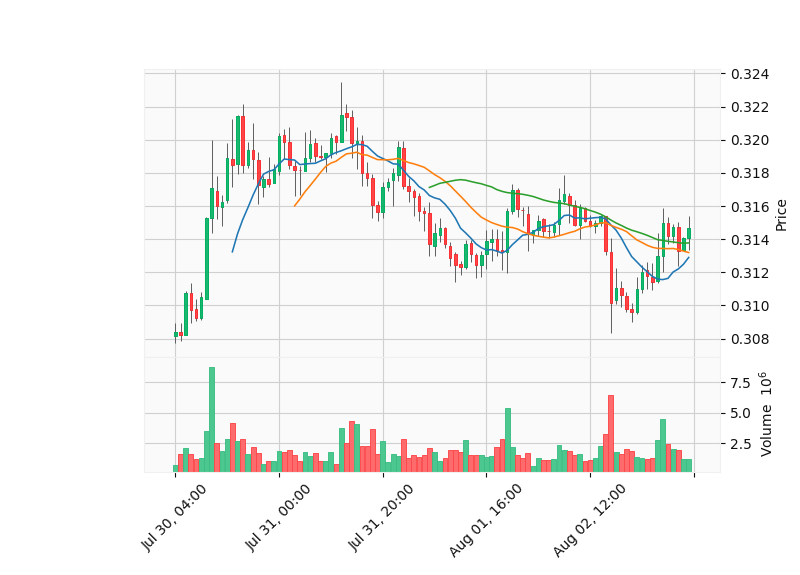 0.324
0.322
0.320
0.318
0.316
0.314
0.312
0.310
0.308
Price
7.5
5.0
2.5
Volume 10⁶
Jul 30, 04:00
Jul 31, 00:00
Jul 31, 20:00
Aug 01, 16:00
Aug 02, 12:00